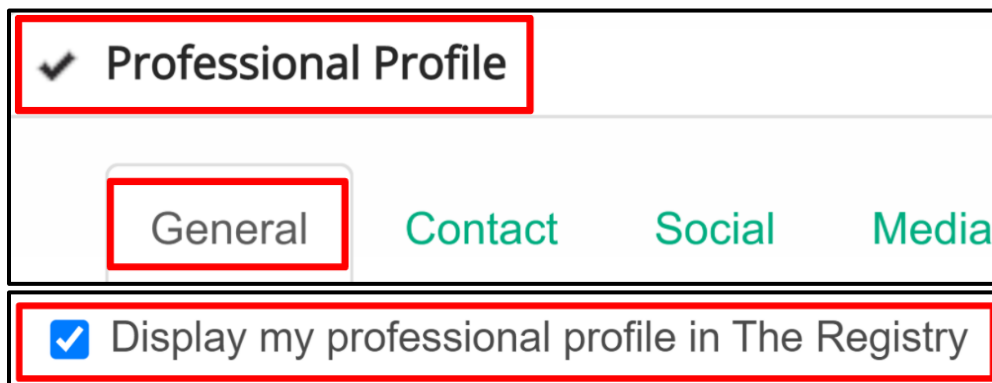 Professional Profile
General Contact Social Media
Display my professional profile in The Registry